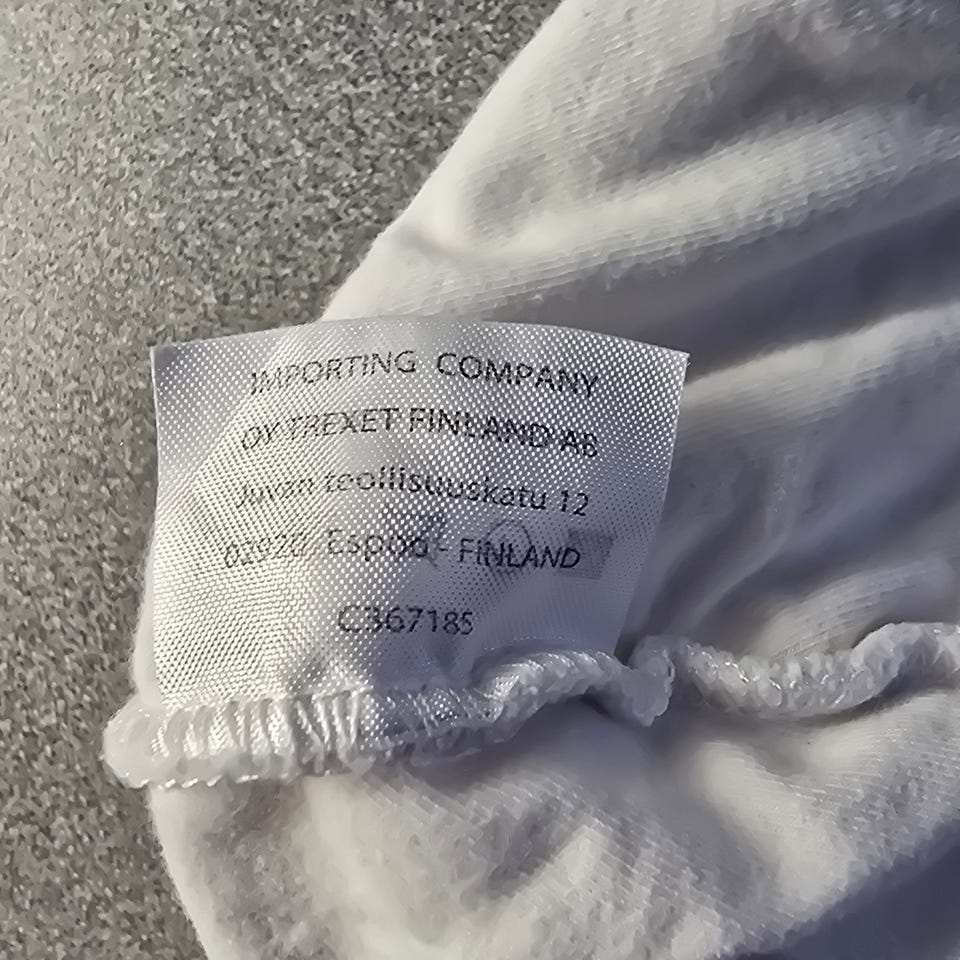 IMPORTING COMPANY
OY TREXET FINLAND AB
Juvan teollisuuskatu 12
02920 Espoo - FINLAND
C367185